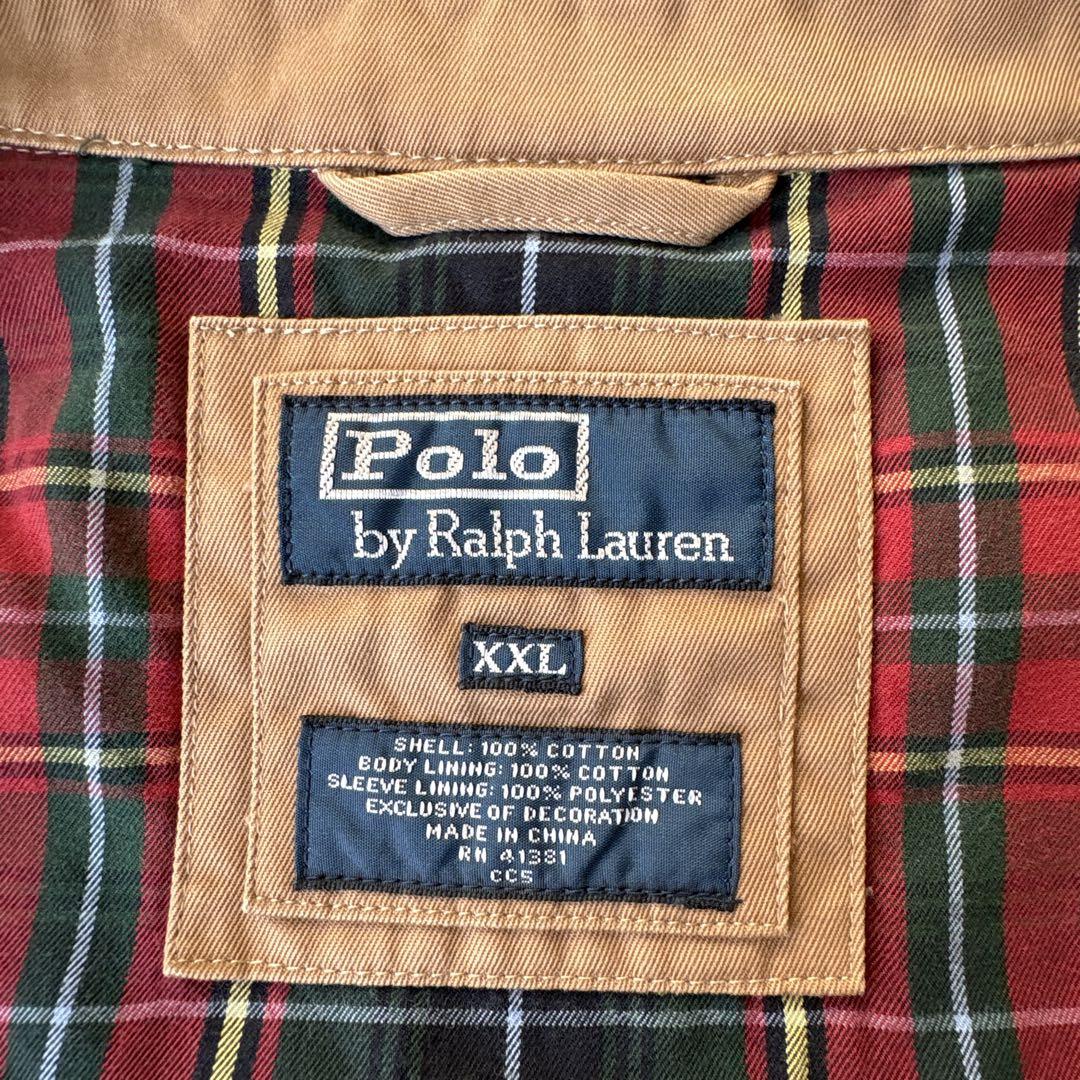 Polo
by Ralph Lauren
XXL
SHELL: 100% COTTON
BODY LINING: 100% COTTON
SLEEVE LINING: 100% POLYESTER
EXCLUSIVE OF DECORATION
MADE IN CHINA
RN 41381
CCS